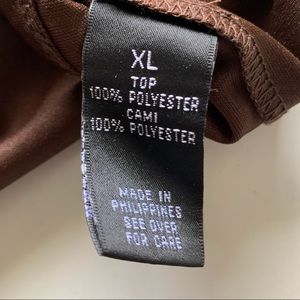 XL
TOP
100% POLYESTER
CAMI
100% POLYESTER
MADE IN
PHILIPPINES
SEE OVER
FOR CARE